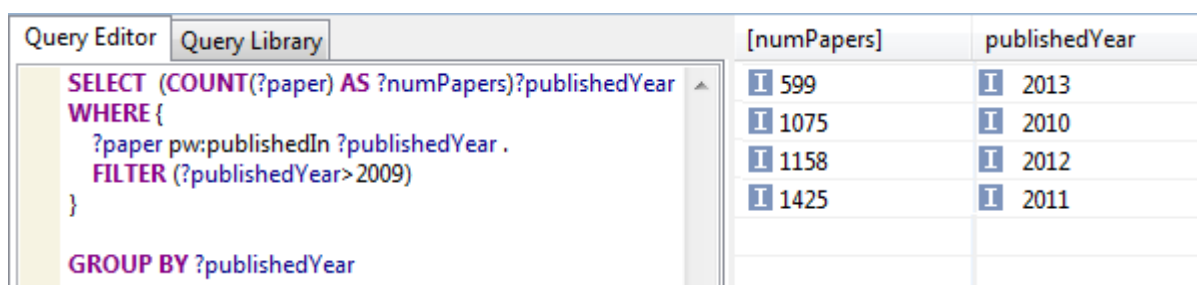 Query Editor Query Library [numPapers] publishedYear
SELECT (COUNT(?paper) AS ?numPapers)?publishedYear
WHERE {
?paper pw:publishedIn ?publishedYear .
FILTER (?publishedYear>2009)
}
GROUP BY ?publishedYear
I 599 I 2013
I 1075 I 2010
I 1158 I 2012
I 1425 I 2011